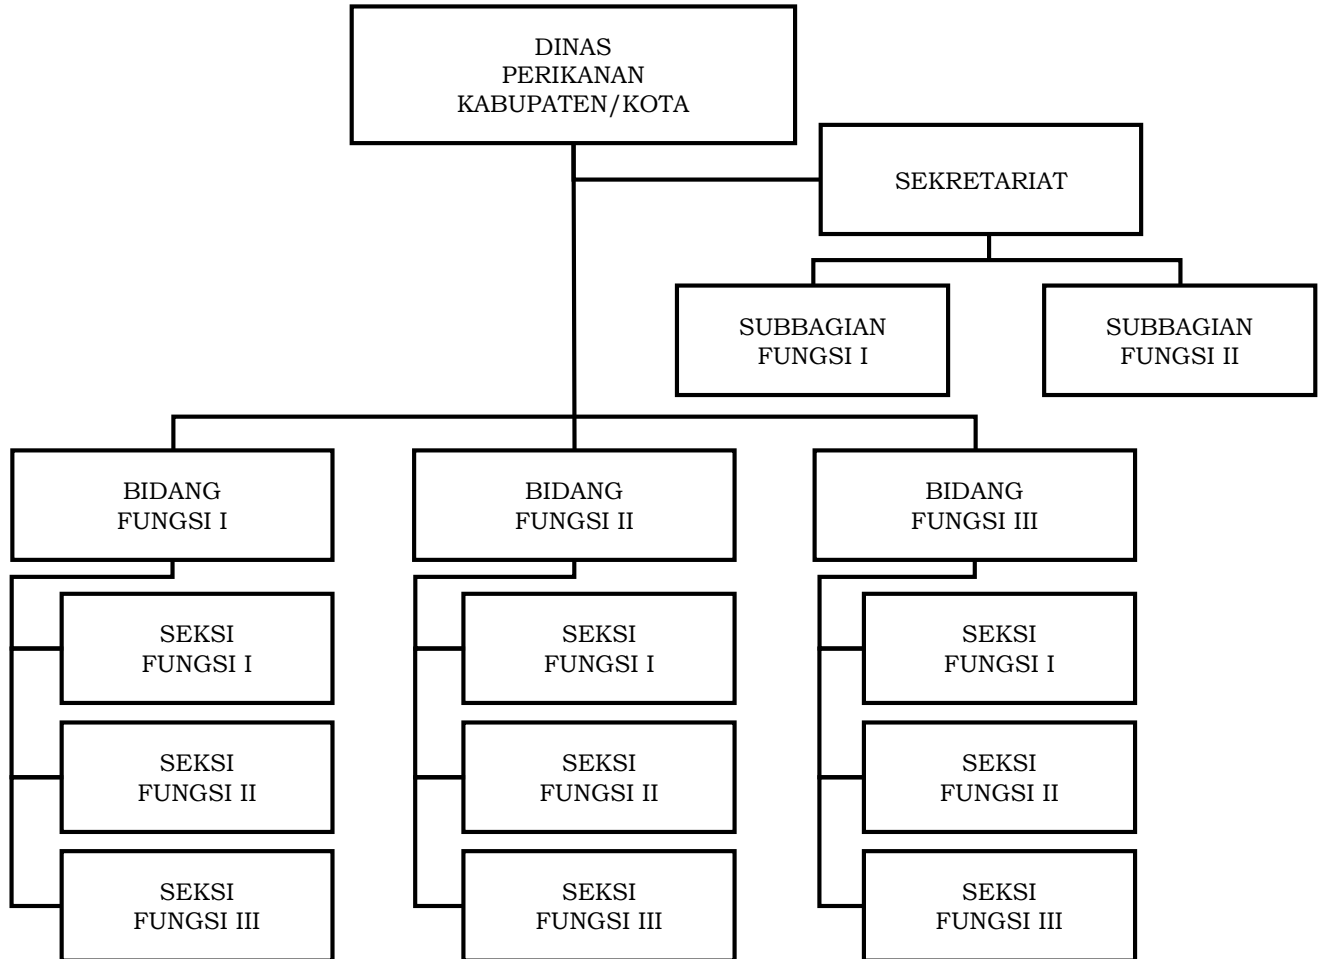 DINAS
PERIKANAN
KABUPATEN/KOTA
SEKRETARIAT
SUBBAGIAN
FUNGSI I
SUBBAGIAN
FUNGSI II
BIDANG
FUNGSI I
BIDANG
FUNGSI II
BIDANG
FUNGSI III
SEKSI
FUNGSI I
SEKSI
FUNGSI I
SEKSI
FUNGSI I
SEKSI
FUNGSI II
SEKSI
FUNGSI II
SEKSI
FUNGSI II
SEKSI
FUNGSI III
SEKSI
FUNGSI III
SEKSI
FUNGSI III